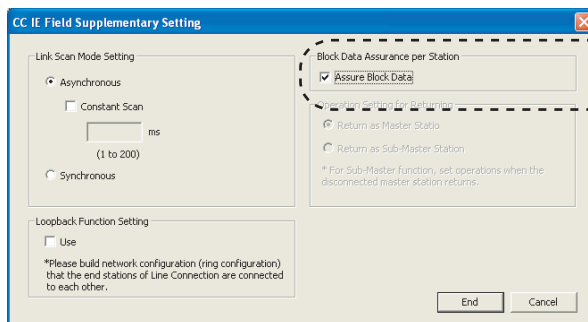 CC IE Field Supplementary Setting
Link Scan Mode Setting
Asynchronous
Constant Scan
ms
(1 to 200)
Synchronous
Block Data Assurance per Station
Assure Block Data
Operation Setting for Returning
Return as Master Statio
Return as Sub-Master Station
* For Sub-Master function, set operations when the
disconnected master station returns.
Loopback Function Setting
Use
*Please build network configuration (ring configuration)
that the end stations of Line Connection are connected
to each other.
End
Cancel